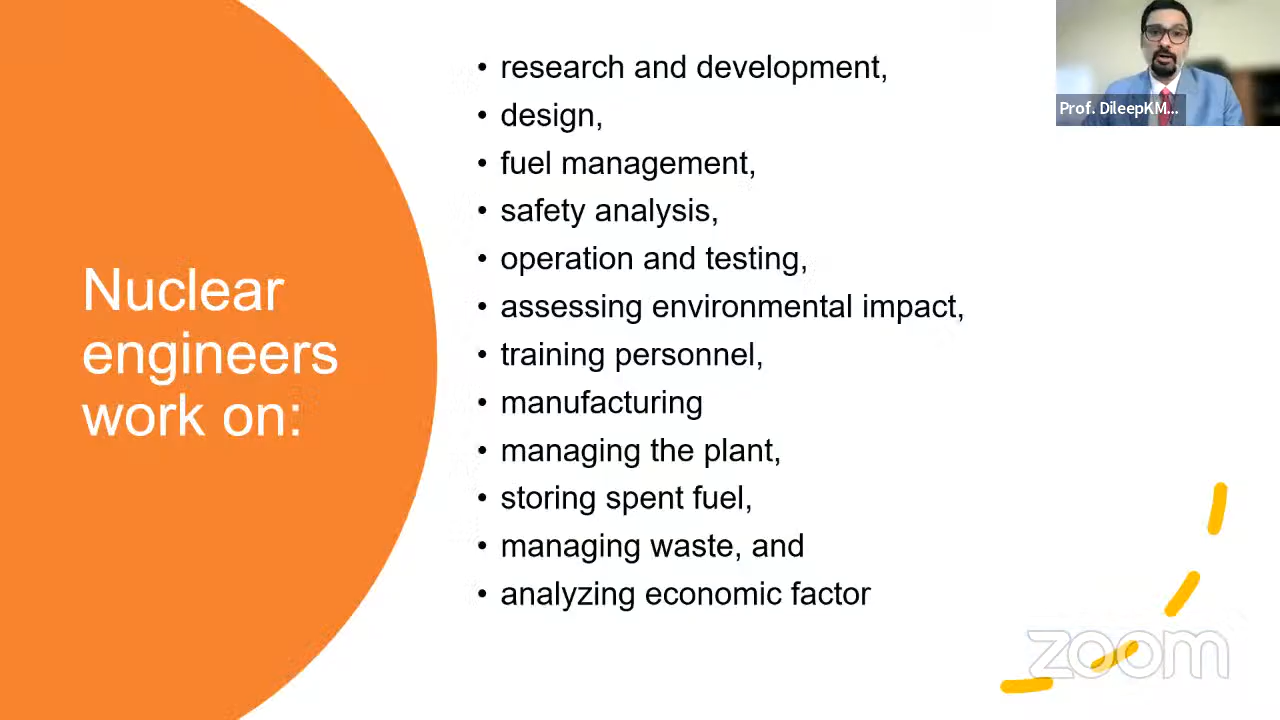 Nuclear
engineers
work on:
• research and development,
• design,
• fuel management,
• safety analysis,
• operation and testing,
• assessing environmental impact,
• training personnel,
• manufacturing
• managing the plant,
• storing spent fuel,
• managing waste, and
• analyzing economic factor
Prof. DileepKM...
zoom